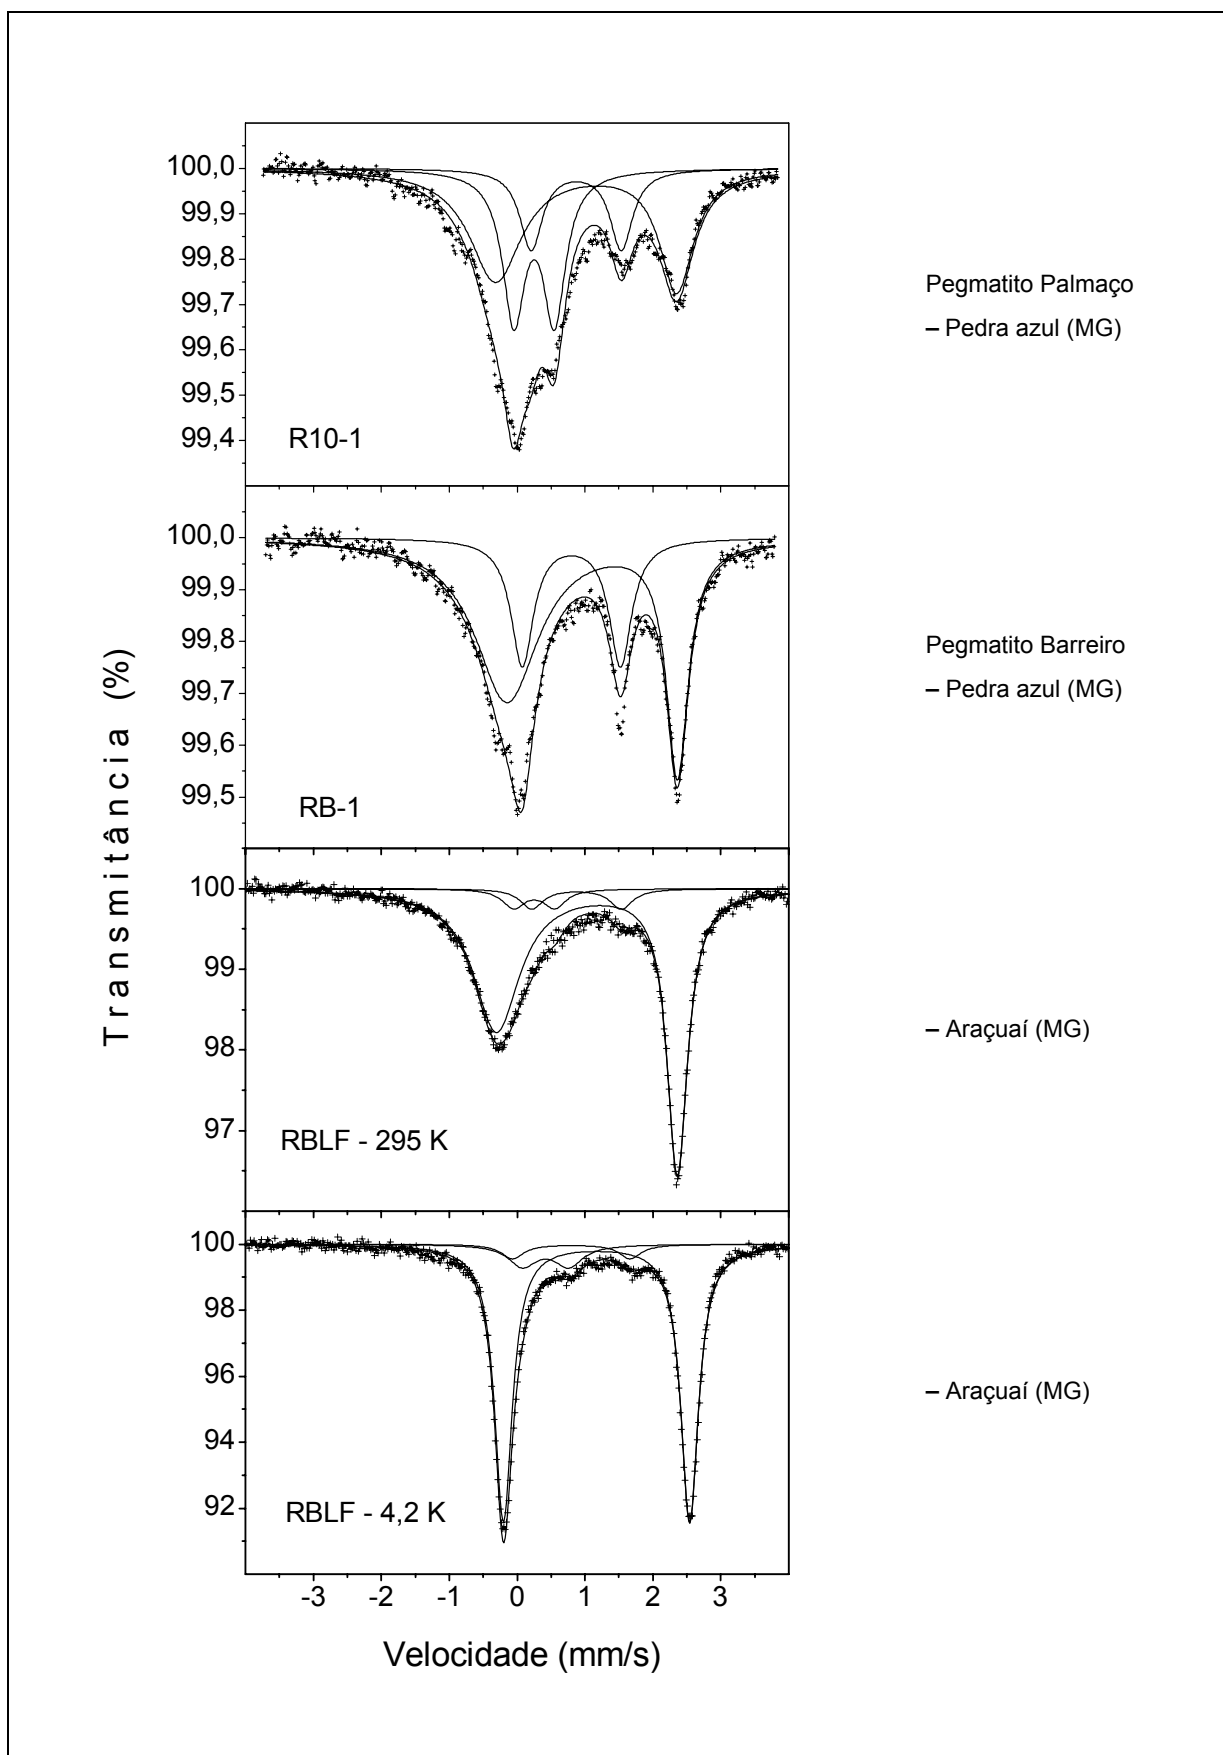 100,0
99,9
99,8
99,7
99,6
99,5
99,4
R10-1
Pegmatito Palmaço
– Pedra azul (MG)
100,0
99,9
99,8
99,7
99,6
99,5
RB-1
Pegmatito Barreiro
– Pedra azul (MG)
Transmitância (%)
100
99
98
97
RBLF - 295 K
– Araçuaí (MG)
100
98
96
94
92
RBLF - 4,2 K
– Araçuaí (MG)
-3 -2 -1 0 1 2 3
Velocidade (mm/s)